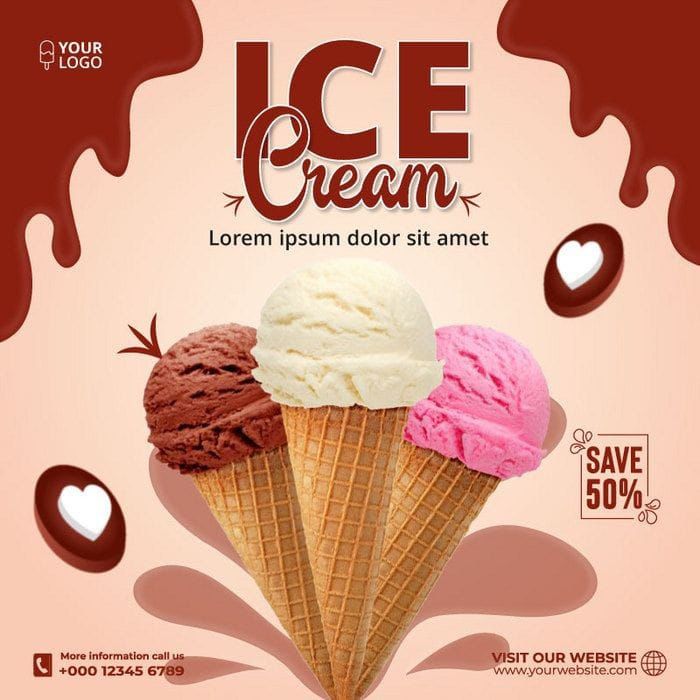 YOUR
LOGO
ICE
Cream
Lorem ipsum dolor sit amet
SAVE
50%
More information call us
+000 12345 6789
VISIT OUR WEBSITE
www.yourwebsite.com